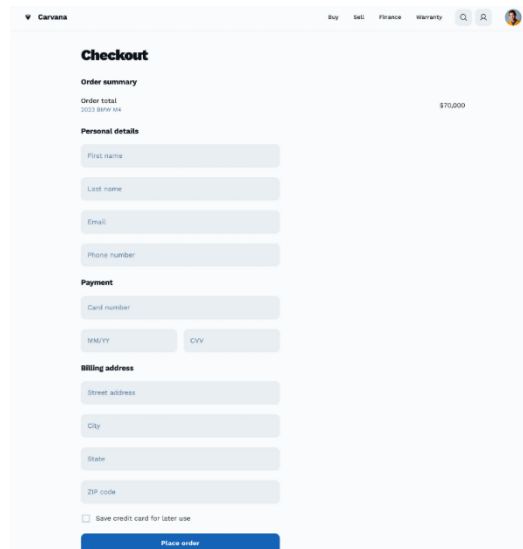 Carvana
Buy Sell Finance Warranty
Checkout
Order summary
Order total
2023 BMW M4
$70,000
Personal details
First name
Last name
Email
Phone number
Payment
Card number
MM/YY CVV
Billing address
Street address
City
State
ZIP code
Save credit card for later use
Place order